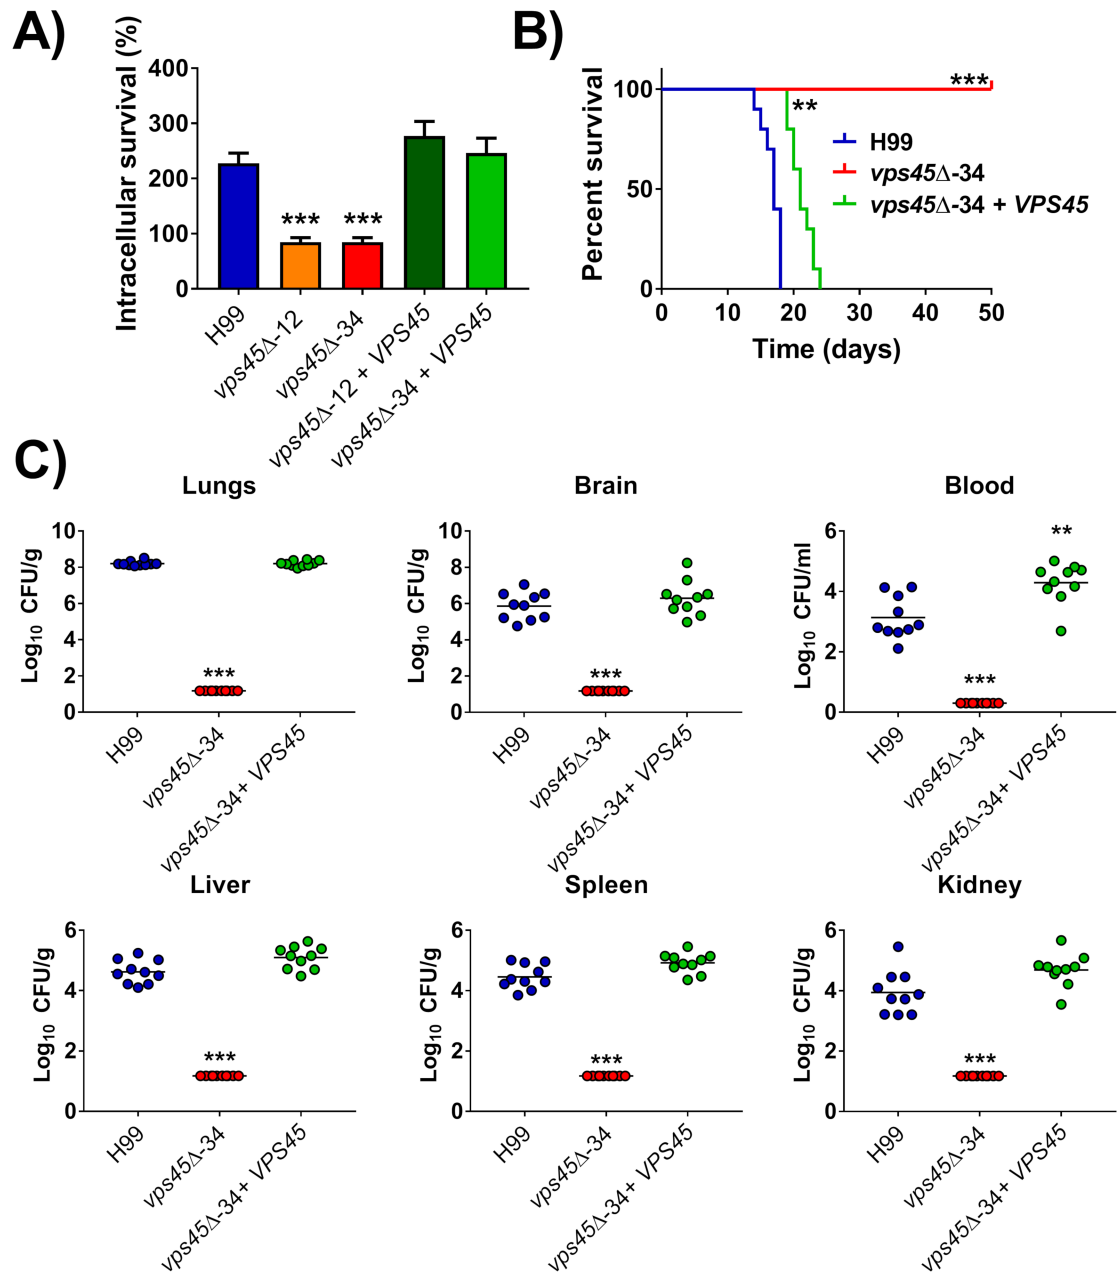 A)
Intracellular survival (%)
400
300
200
100
0
***
***
H99
vps45Δ-12
vps45Δ-34
vps45Δ-12 + VPS45
vps45Δ-34 + VPS45
B)
Percent survival
100
50
0
***
**
H99
vps45Δ-34
vps45Δ-34 + VPS45
0 10 20 30 40 50
Time (days)
C)
Lungs
Log10 CFU/g
10
8
6
4
2
0
***
H99
vps45Δ-34
vps45Δ-34+ VPS45
Brain
Log10 CFU/g
10
8
6
4
2
0
***
H99
vps45Δ-34
vps45Δ-34+ VPS45
Blood
Log10 CFU/ml
6
4
2
0
**
***
H99
vps45Δ-34
vps45Δ-34+ VPS45
Liver
Log10 CFU/g
6
4
2
0
***
H99
vps45Δ-34
vps45Δ-34+ VPS45
Spleen
Log10 CFU/g
6
4
2
0
***
H99
vps45Δ-34
vps45Δ-34+ VPS45
Kidney
Log10 CFU/g
6
4
2
0
***
H99
vps45Δ-34
vps45Δ-34+ VPS45